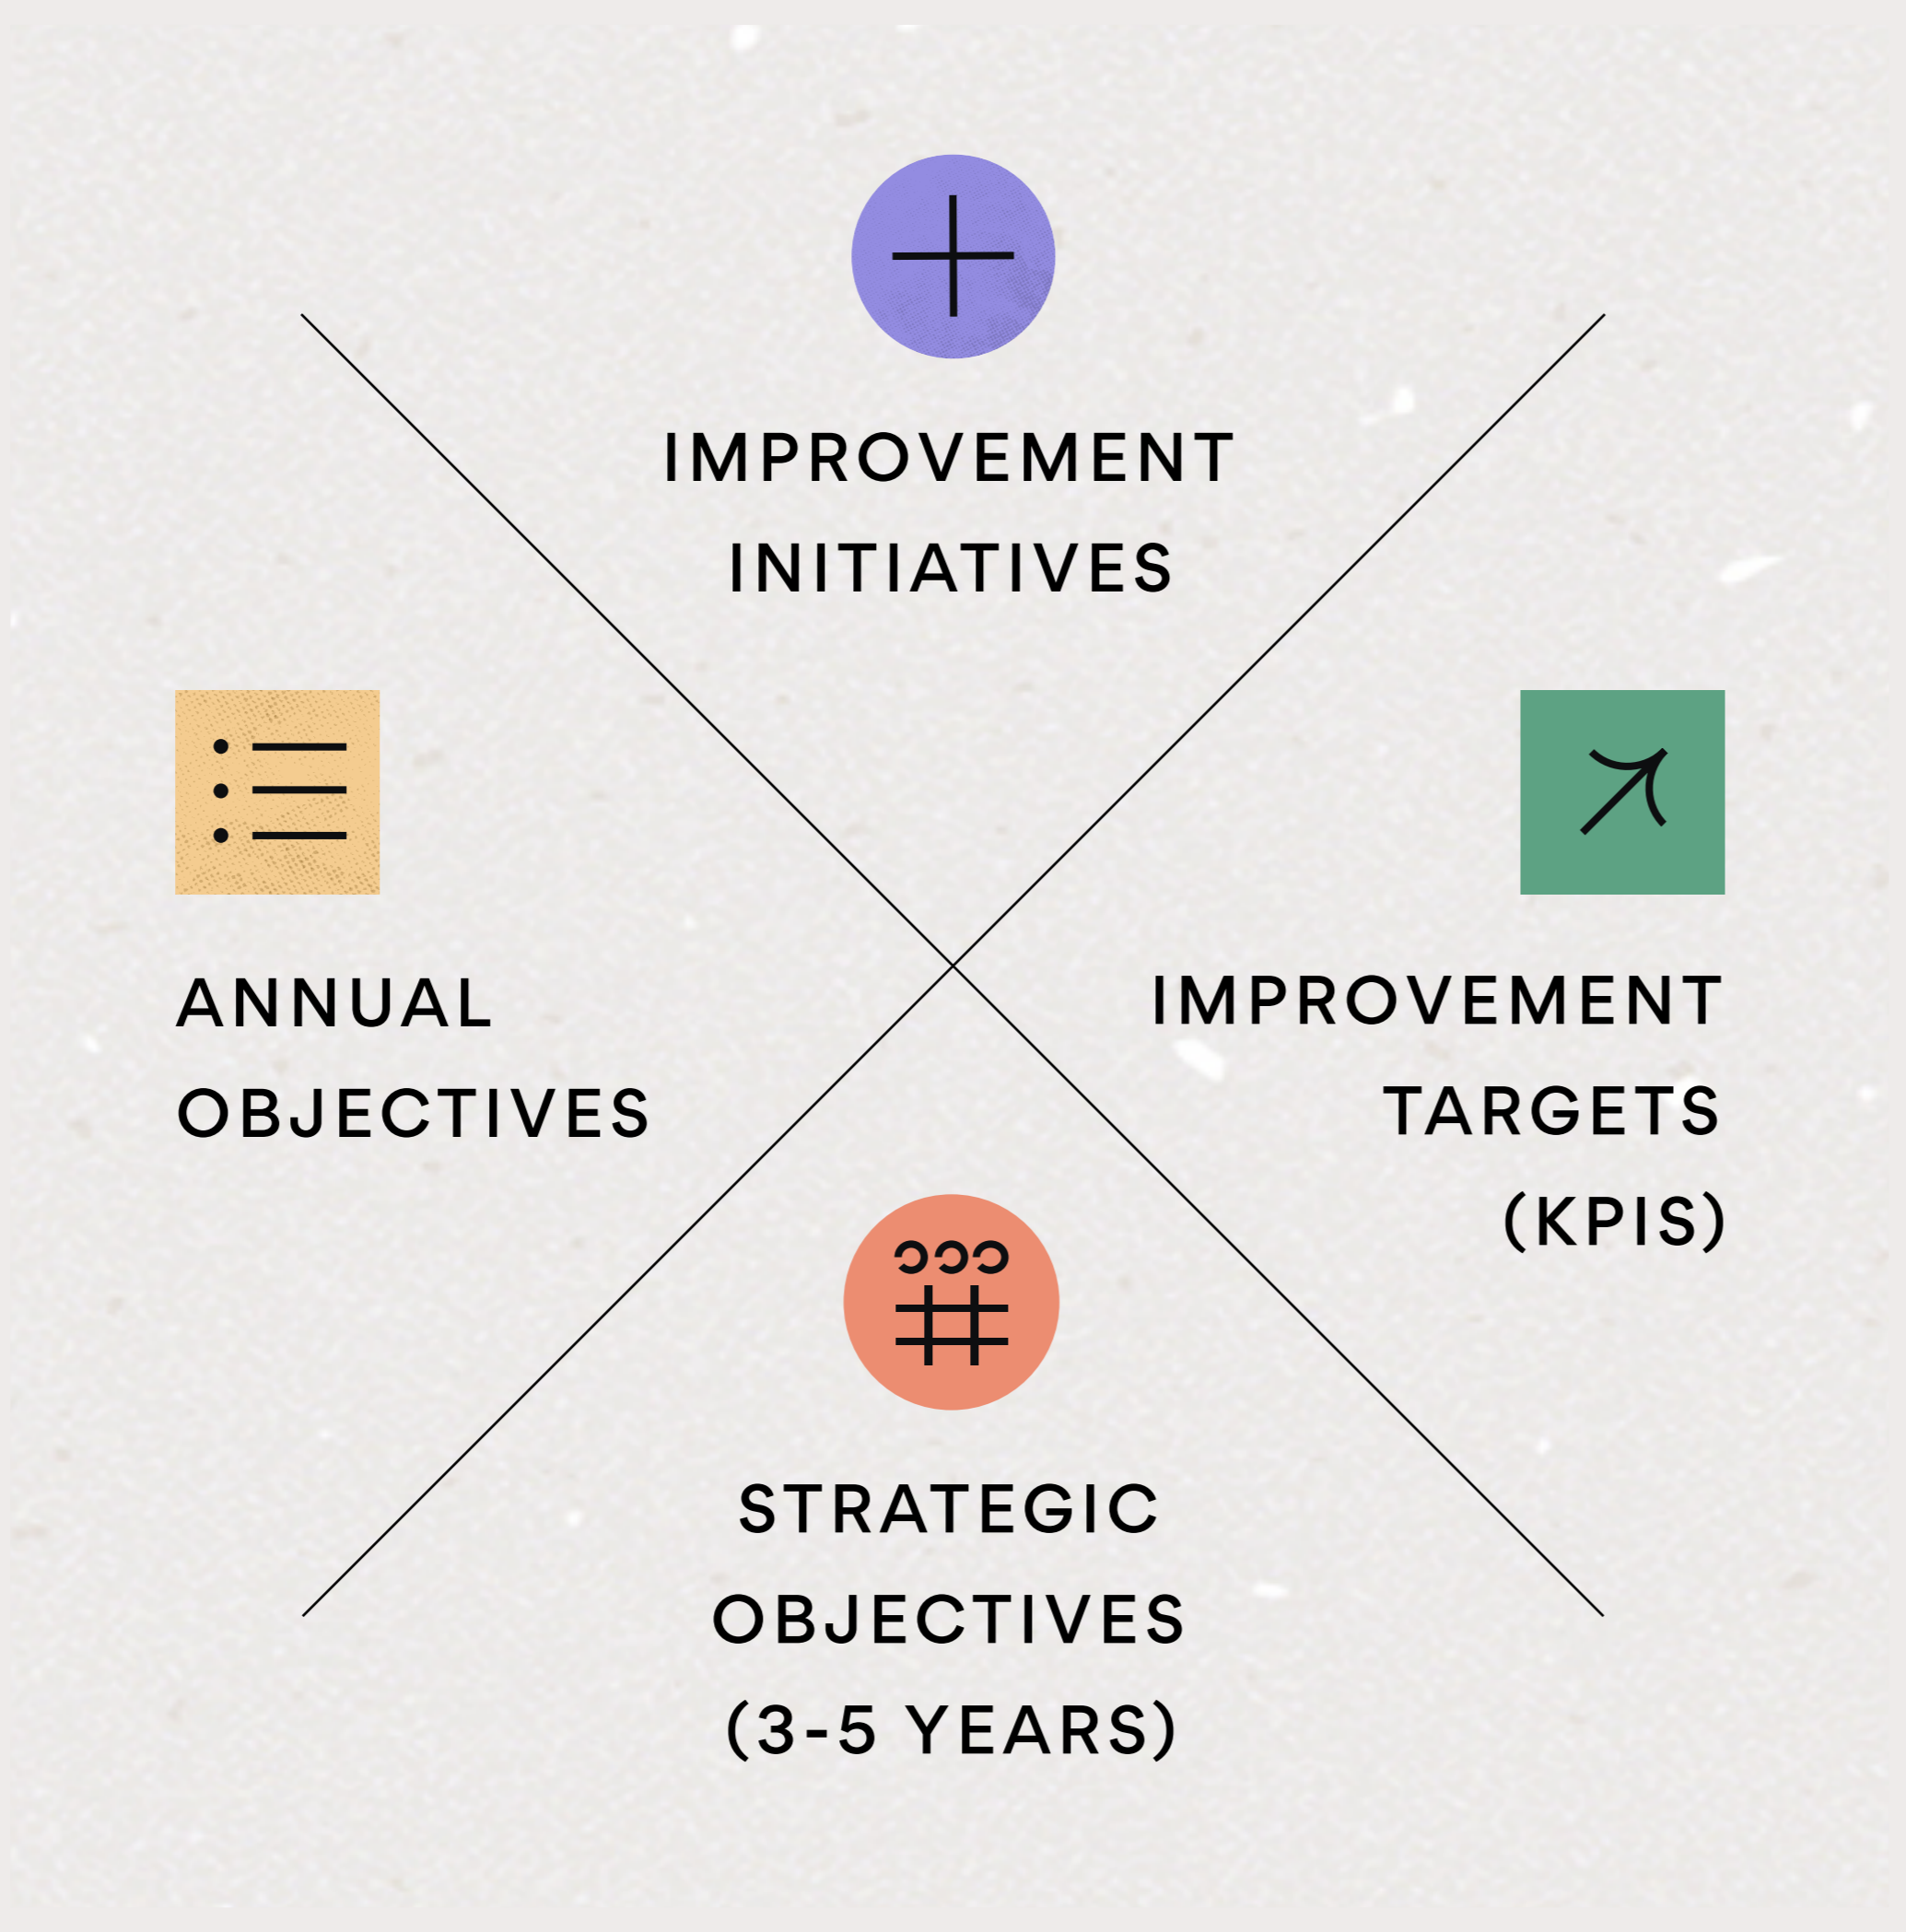 IMPROVEMENT
INITIATIVES
ANNUAL
OBJECTIVES
IMPROVEMENT
TARGETS
(KPIS)
STRATEGIC
OBJECTIVES
(3-5 YEARS)